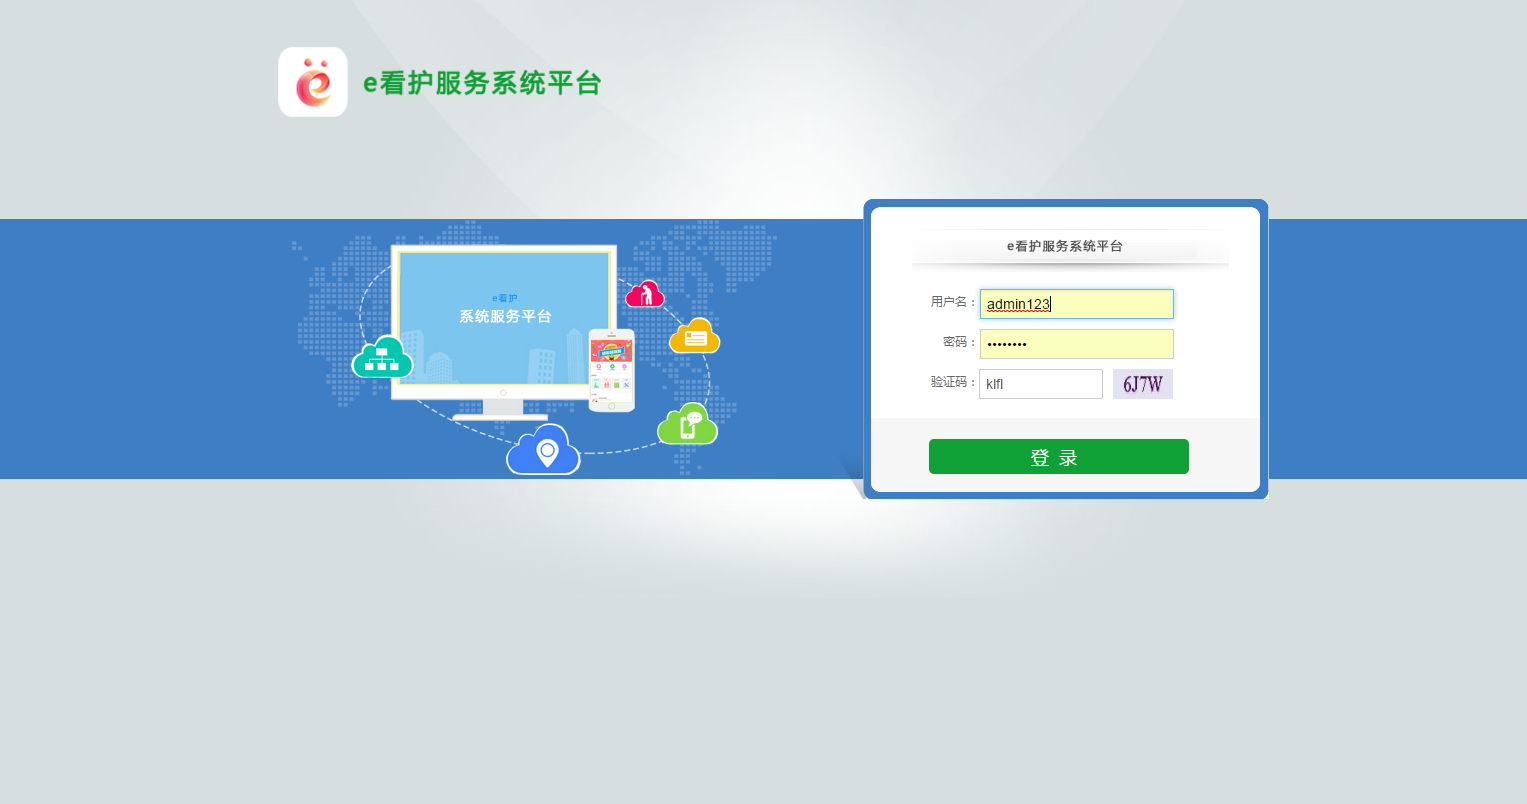 e看护服务系统平台
e看护
系统服务平台
e看护服务系统平台
用户名：
admin123
密码：
••••••••
验证码：
klfl
6J7W
登 录